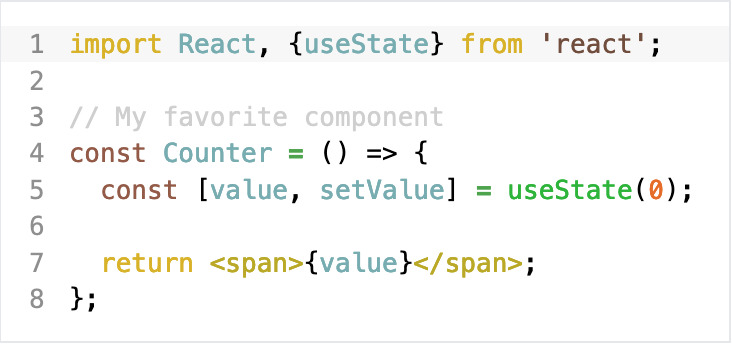 1 import React, {useState} from 'react';
2
3 // My favorite component
4 const Counter = () => {
5   const [value, setValue] = useState(0);
6
7   return <span>{value}</span>;
8 };